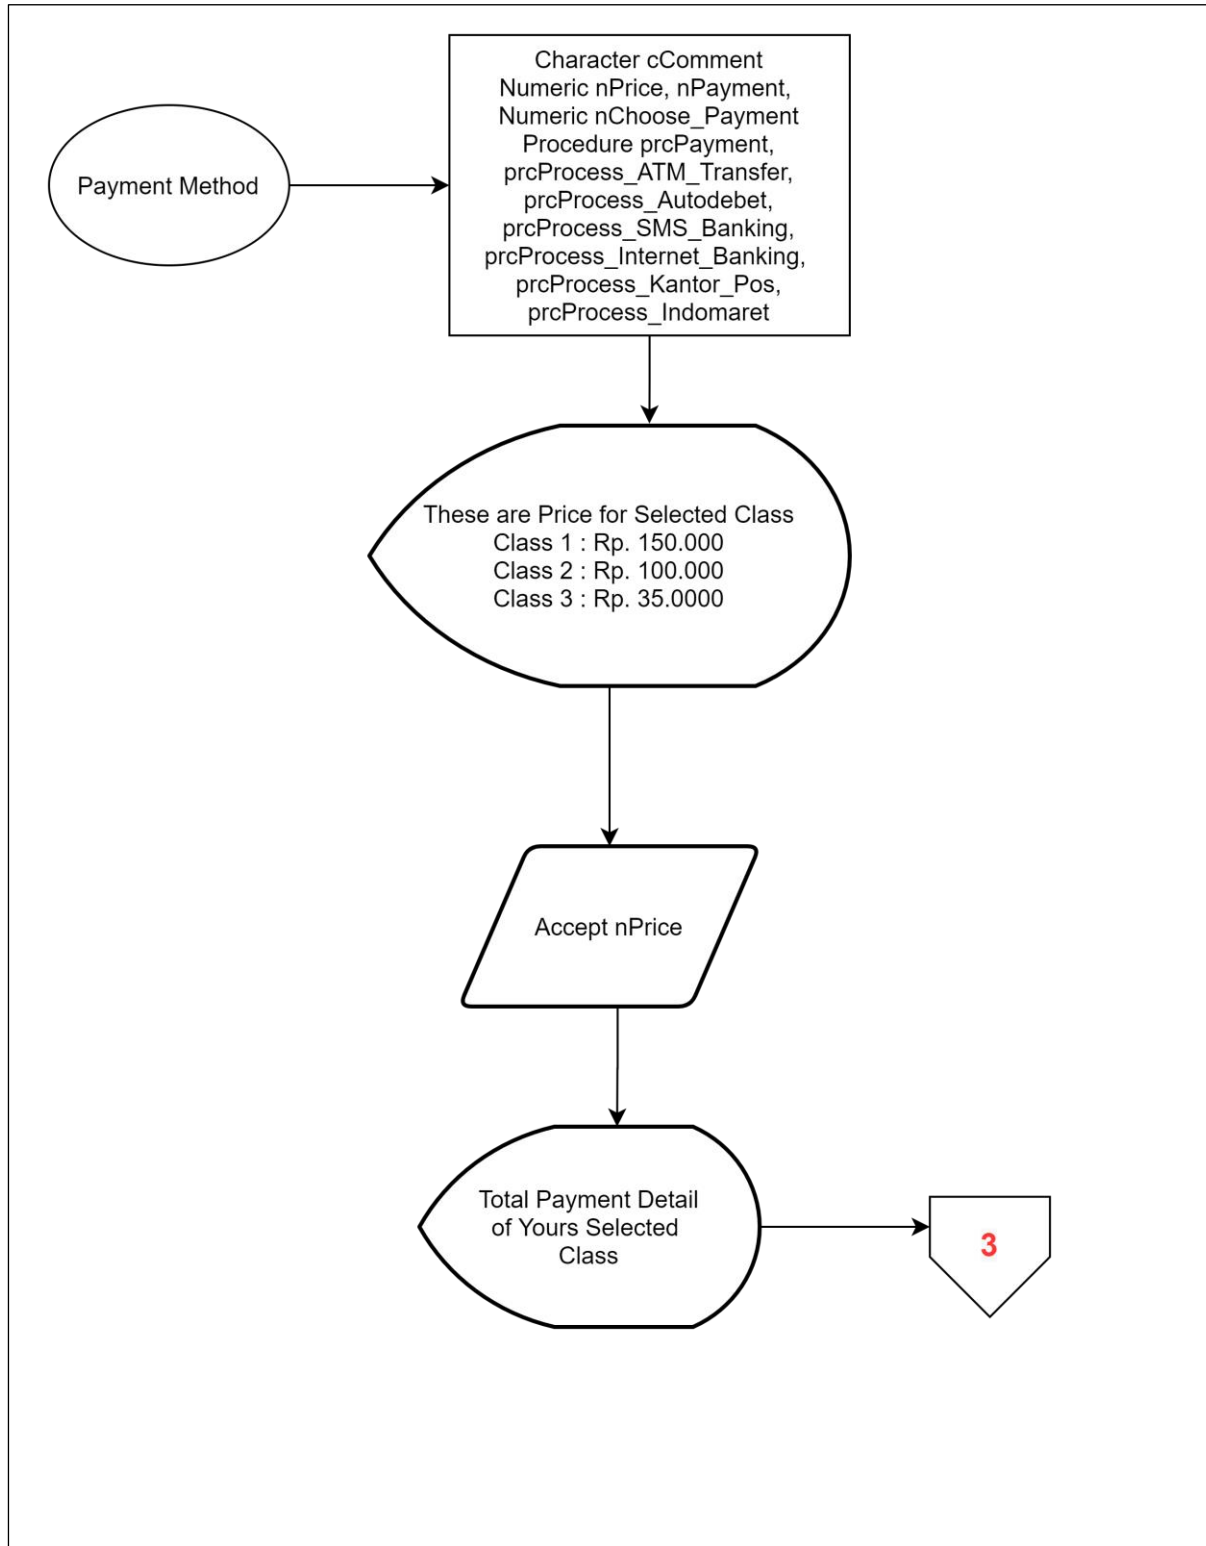 Payment Method
Character cComment
Numeric nPrice, nPayment,
Numeric nChoose_Payment
Procedure prcPayment,
prcProcess_ATM_Transfer,
prcProcess_Autodebet,
prcProcess_SMS_Banking,
prcProcess_Internet_Banking,
prcProcess_Kantor_Pos,
prcProcess_Indomaret
These are Price for Selected Class
Class 1 : Rp. 150.000
Class 2 : Rp. 100.000
Class 3 : Rp. 35.0000
Accept nPrice
Total Payment Detail
of Yours Selected
Class
3